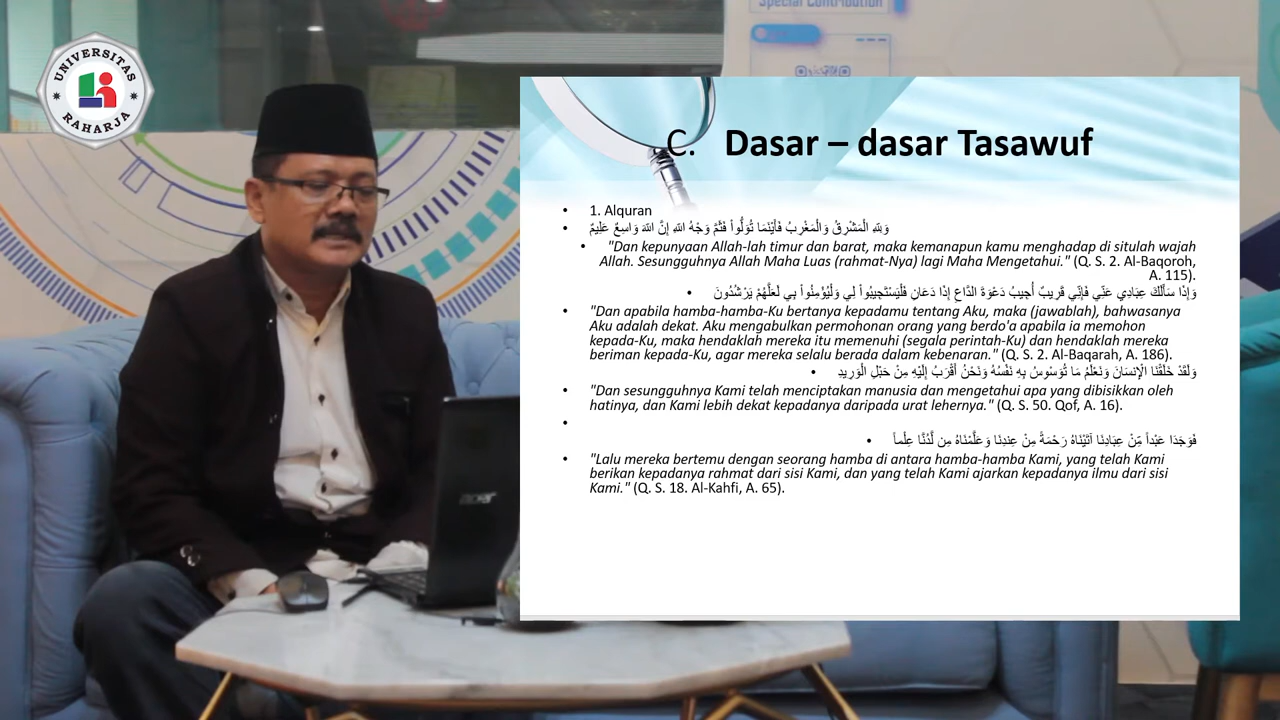 Special Contribution
UNIVERSITAS
RAHARJA
C. Dasar – dasar Tasawuf
• 1. Alquran
• وَلِلّهِ الْمَشْرِقُ وَالْمَغْرِبُ فَأَيْنَمَا تُوَلُّواْ فَثَمَّ وَجْهُ اللّهِ إِنَّ اللّهَ وَاسِعٌ عَلِيمٌ
• "Dan kepunyaan Allah-lah timur dan barat, maka kemanapun kamu menghadap di situlah wajah
Allah. Sesungguhnya Allah Maha Luas (rahmat-Nya) lagi Maha Mengetahui." (Q. S. 2. Al-Baqoroh,
A. 115).
• وَإِذَا سَأَلَكَ عِبَادِي عَنِّي فَإِنِّي قَرِيبٌ أُجِيبُ دَعْوَةَ الدَّاعِ إِذَا دَعَانِ فَلْيَسْتَجِيبُواْ لِي وَلْيُؤْمِنُواْ بِي لَعَلَّهُمْ يَرْشُدُونَ
• "Dan apabila hamba-hamba-Ku bertanya kepadamu tentang Aku, maka (jawablah), bahwasanya
Aku adalah dekat. Aku mengabulkan permohonan orang yang berdo'a apabila ia memohon
kepada-Ku, maka hendaklah mereka itu memenuhi (segala perintah-Ku) dan hendaklah mereka
beriman kepada-Ku, agar mereka selalu berada dalam kebenaran." (Q. S. 2. Al-Baqarah, A. 186).
• وَلَقَدْ خَلَقْنَا الْإِنسَانَ وَنَعْلَمُ مَا تُوَسْوِسُ بِهِ نَفْسُهُ وَنَحْنُ أَقْرَبُ إِلَيْهِ مِنْ حَبْلِ الْوَرِيدِ
• "Dan sesungguhnya Kami telah menciptakan manusia dan mengetahui apa yang dibisikkan oleh
hatinya, dan Kami lebih dekat kepadanya daripada urat lehernya." (Q. S. 50. Qof, A. 16).
•
• فَوَجَدَا عَبْداً مِّنْ عِبَادِنَا آتَيْنَاهُ رَحْمَةً مِنْ عِندِنَا وَعَلَّمْنَاهُ مِن لَّدُنَّا عِلْماً
• "Lalu mereka bertemu dengan seorang hamba di antara hamba-hamba Kami, yang telah Kami
berikan kepadanya rahmat dari sisi Kami, dan yang telah Kami ajarkan kepadanya ilmu dari sisi
Kami." (Q. S. 18. Al-Kahfi, A. 65).
acer